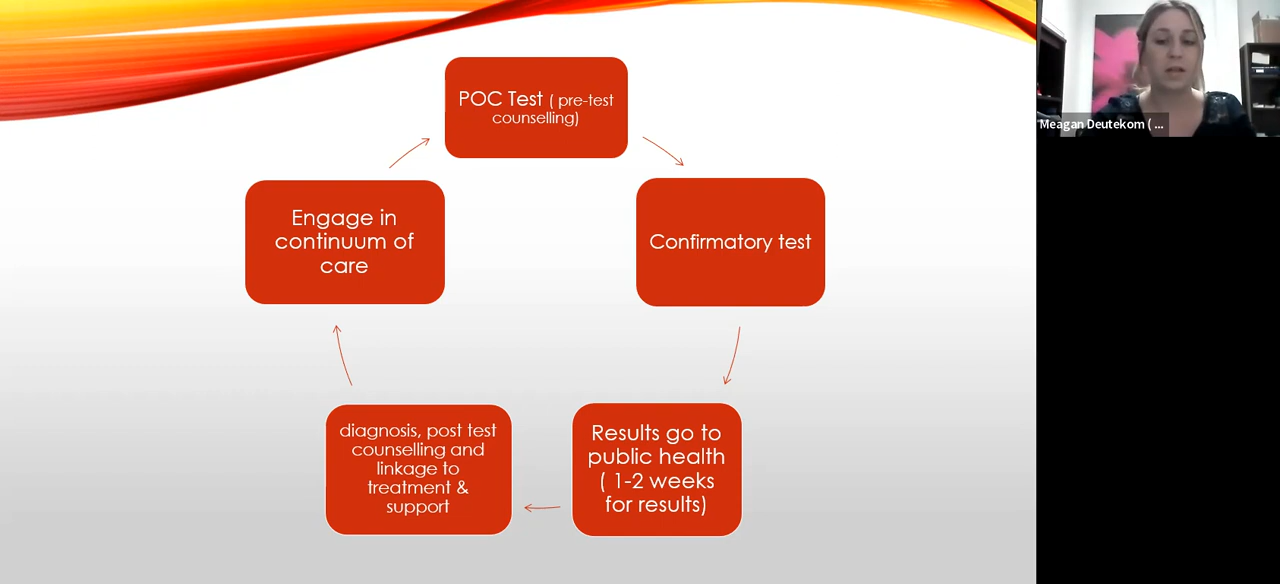 POC Test ( pre-test
counselling)
Confirmatory test
Results go to
public health
( 1-2 weeks
for results)
diagnosis, post test
counselling and
linkage to
treatment &
support
Engage in
continuum of
care
Meagan Deutekom ( ...